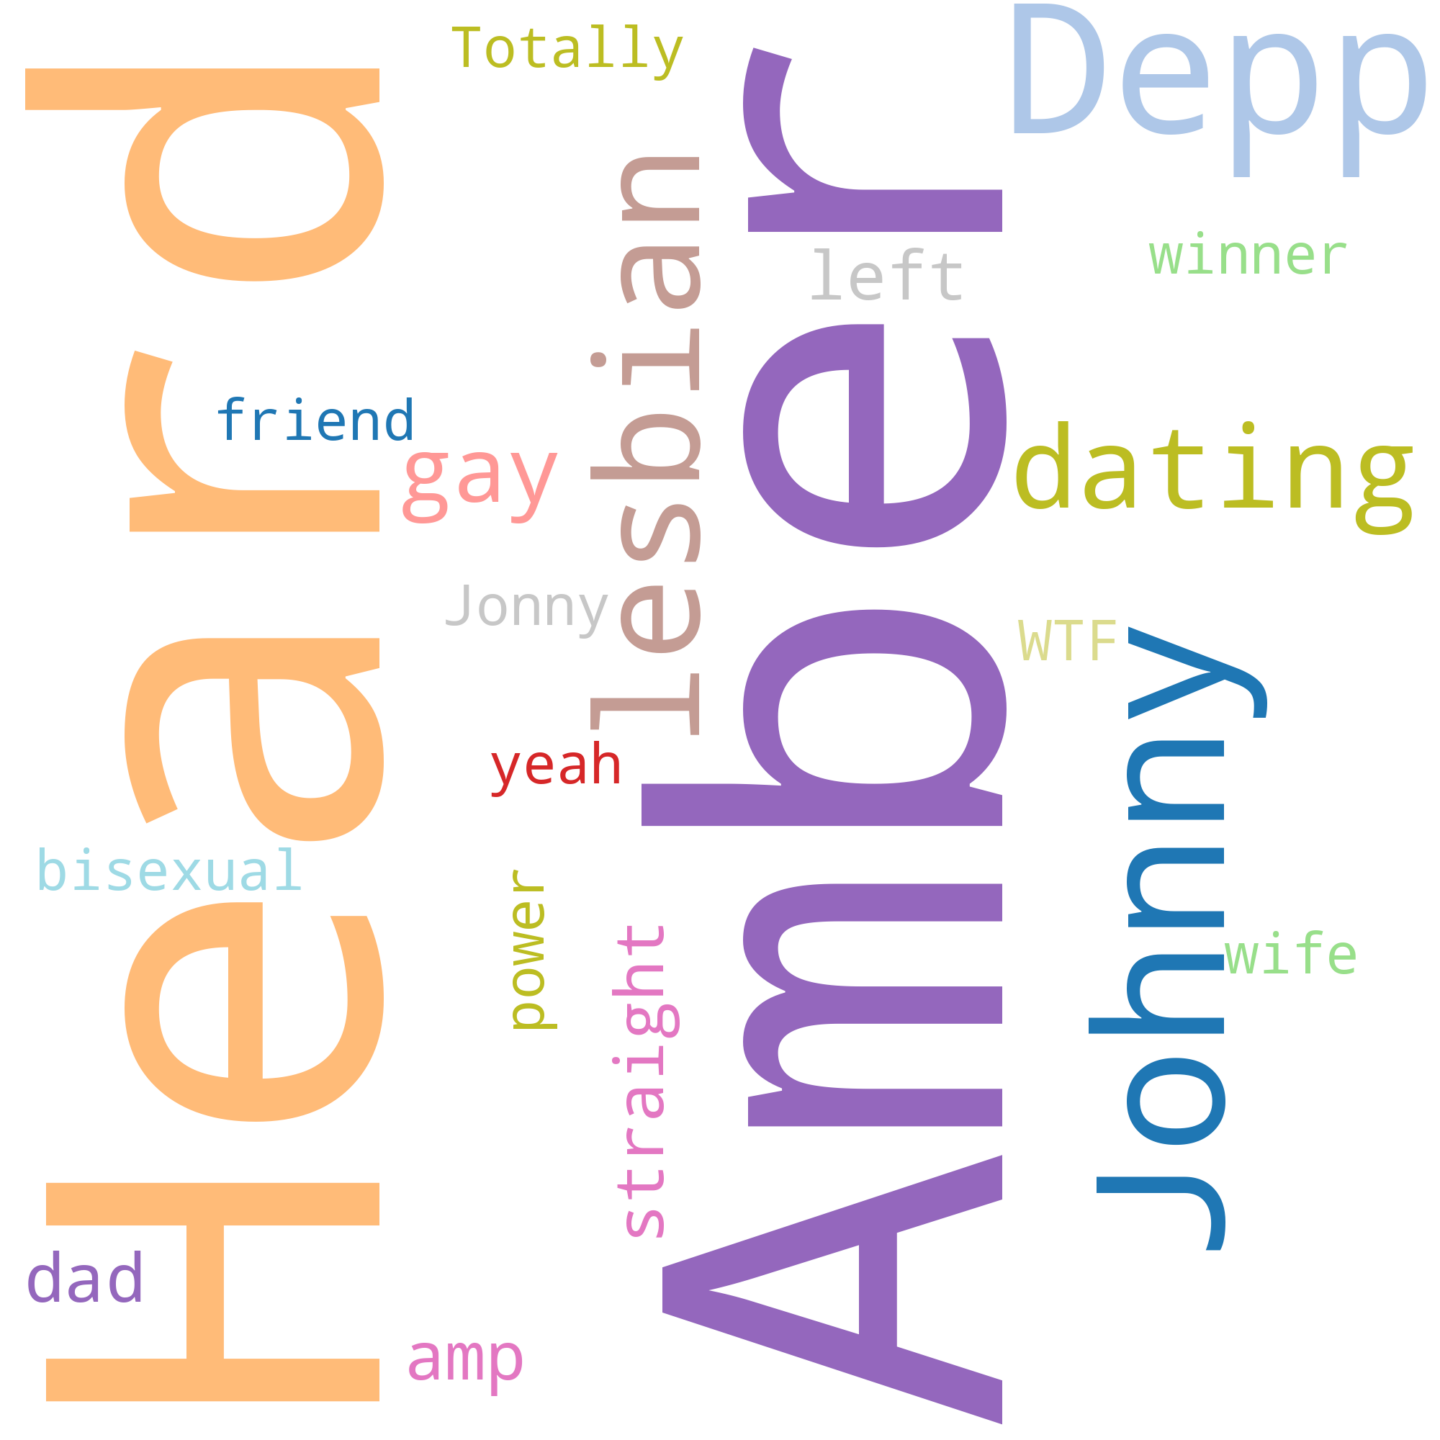 Totally
Depp
Heard
lesbian
Amber
left
winner
friend
gay
dating
Jonny
WTF
Johnny
yeah
bisexual
power
straight
wife
dad
amp